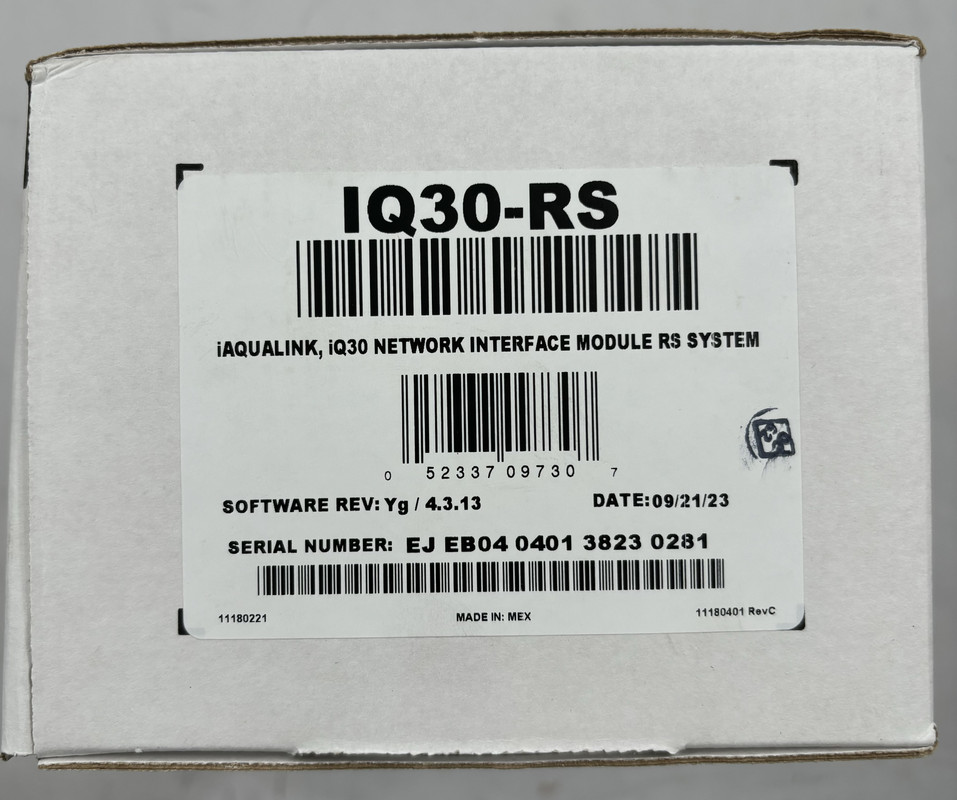 IQ30-RS
iAQUALINK, iQ30 NETWORK INTERFACE MODULE RS SYSTEM
0 52337 09730 7
SOFTWARE REV: Yg / 4.3.13 DATE: 09/21/23
SERIAL NUMBER: EJ EB04 0401 3823 0281
11180221 MADE IN: MEX 11180401 RevC